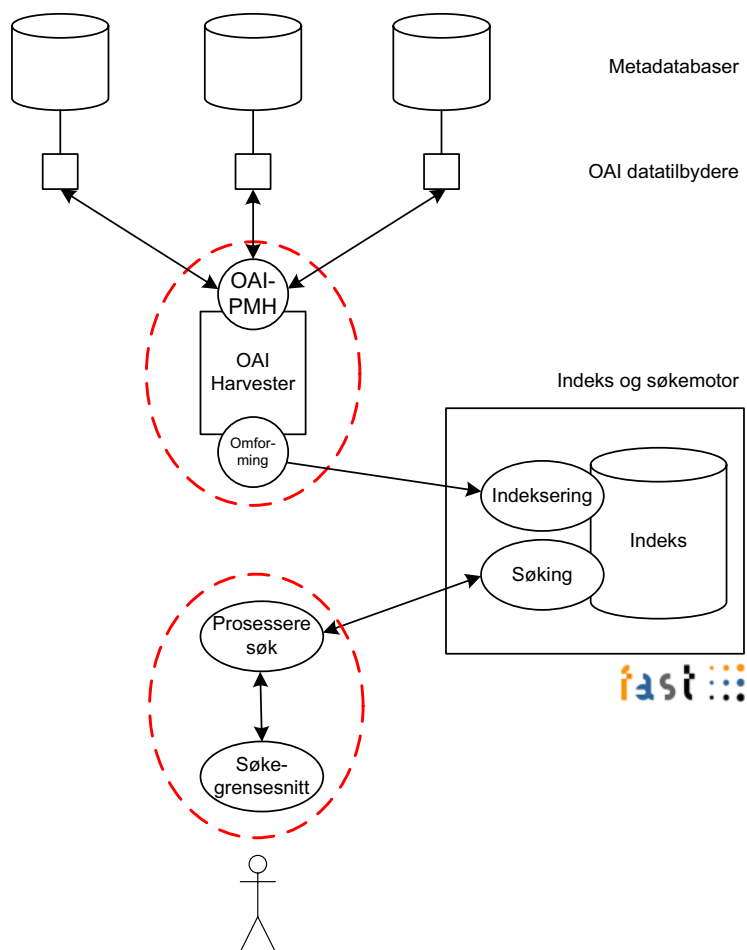 Metadatabaser
OAI datatilbydere
OAI-
PMH
OAI
Harvester
Omfor-
ming
Indeks og søkemotor
Indeksering
Indeks
Søking
Prosessere
søk
fast
Søke-
grensesnitt